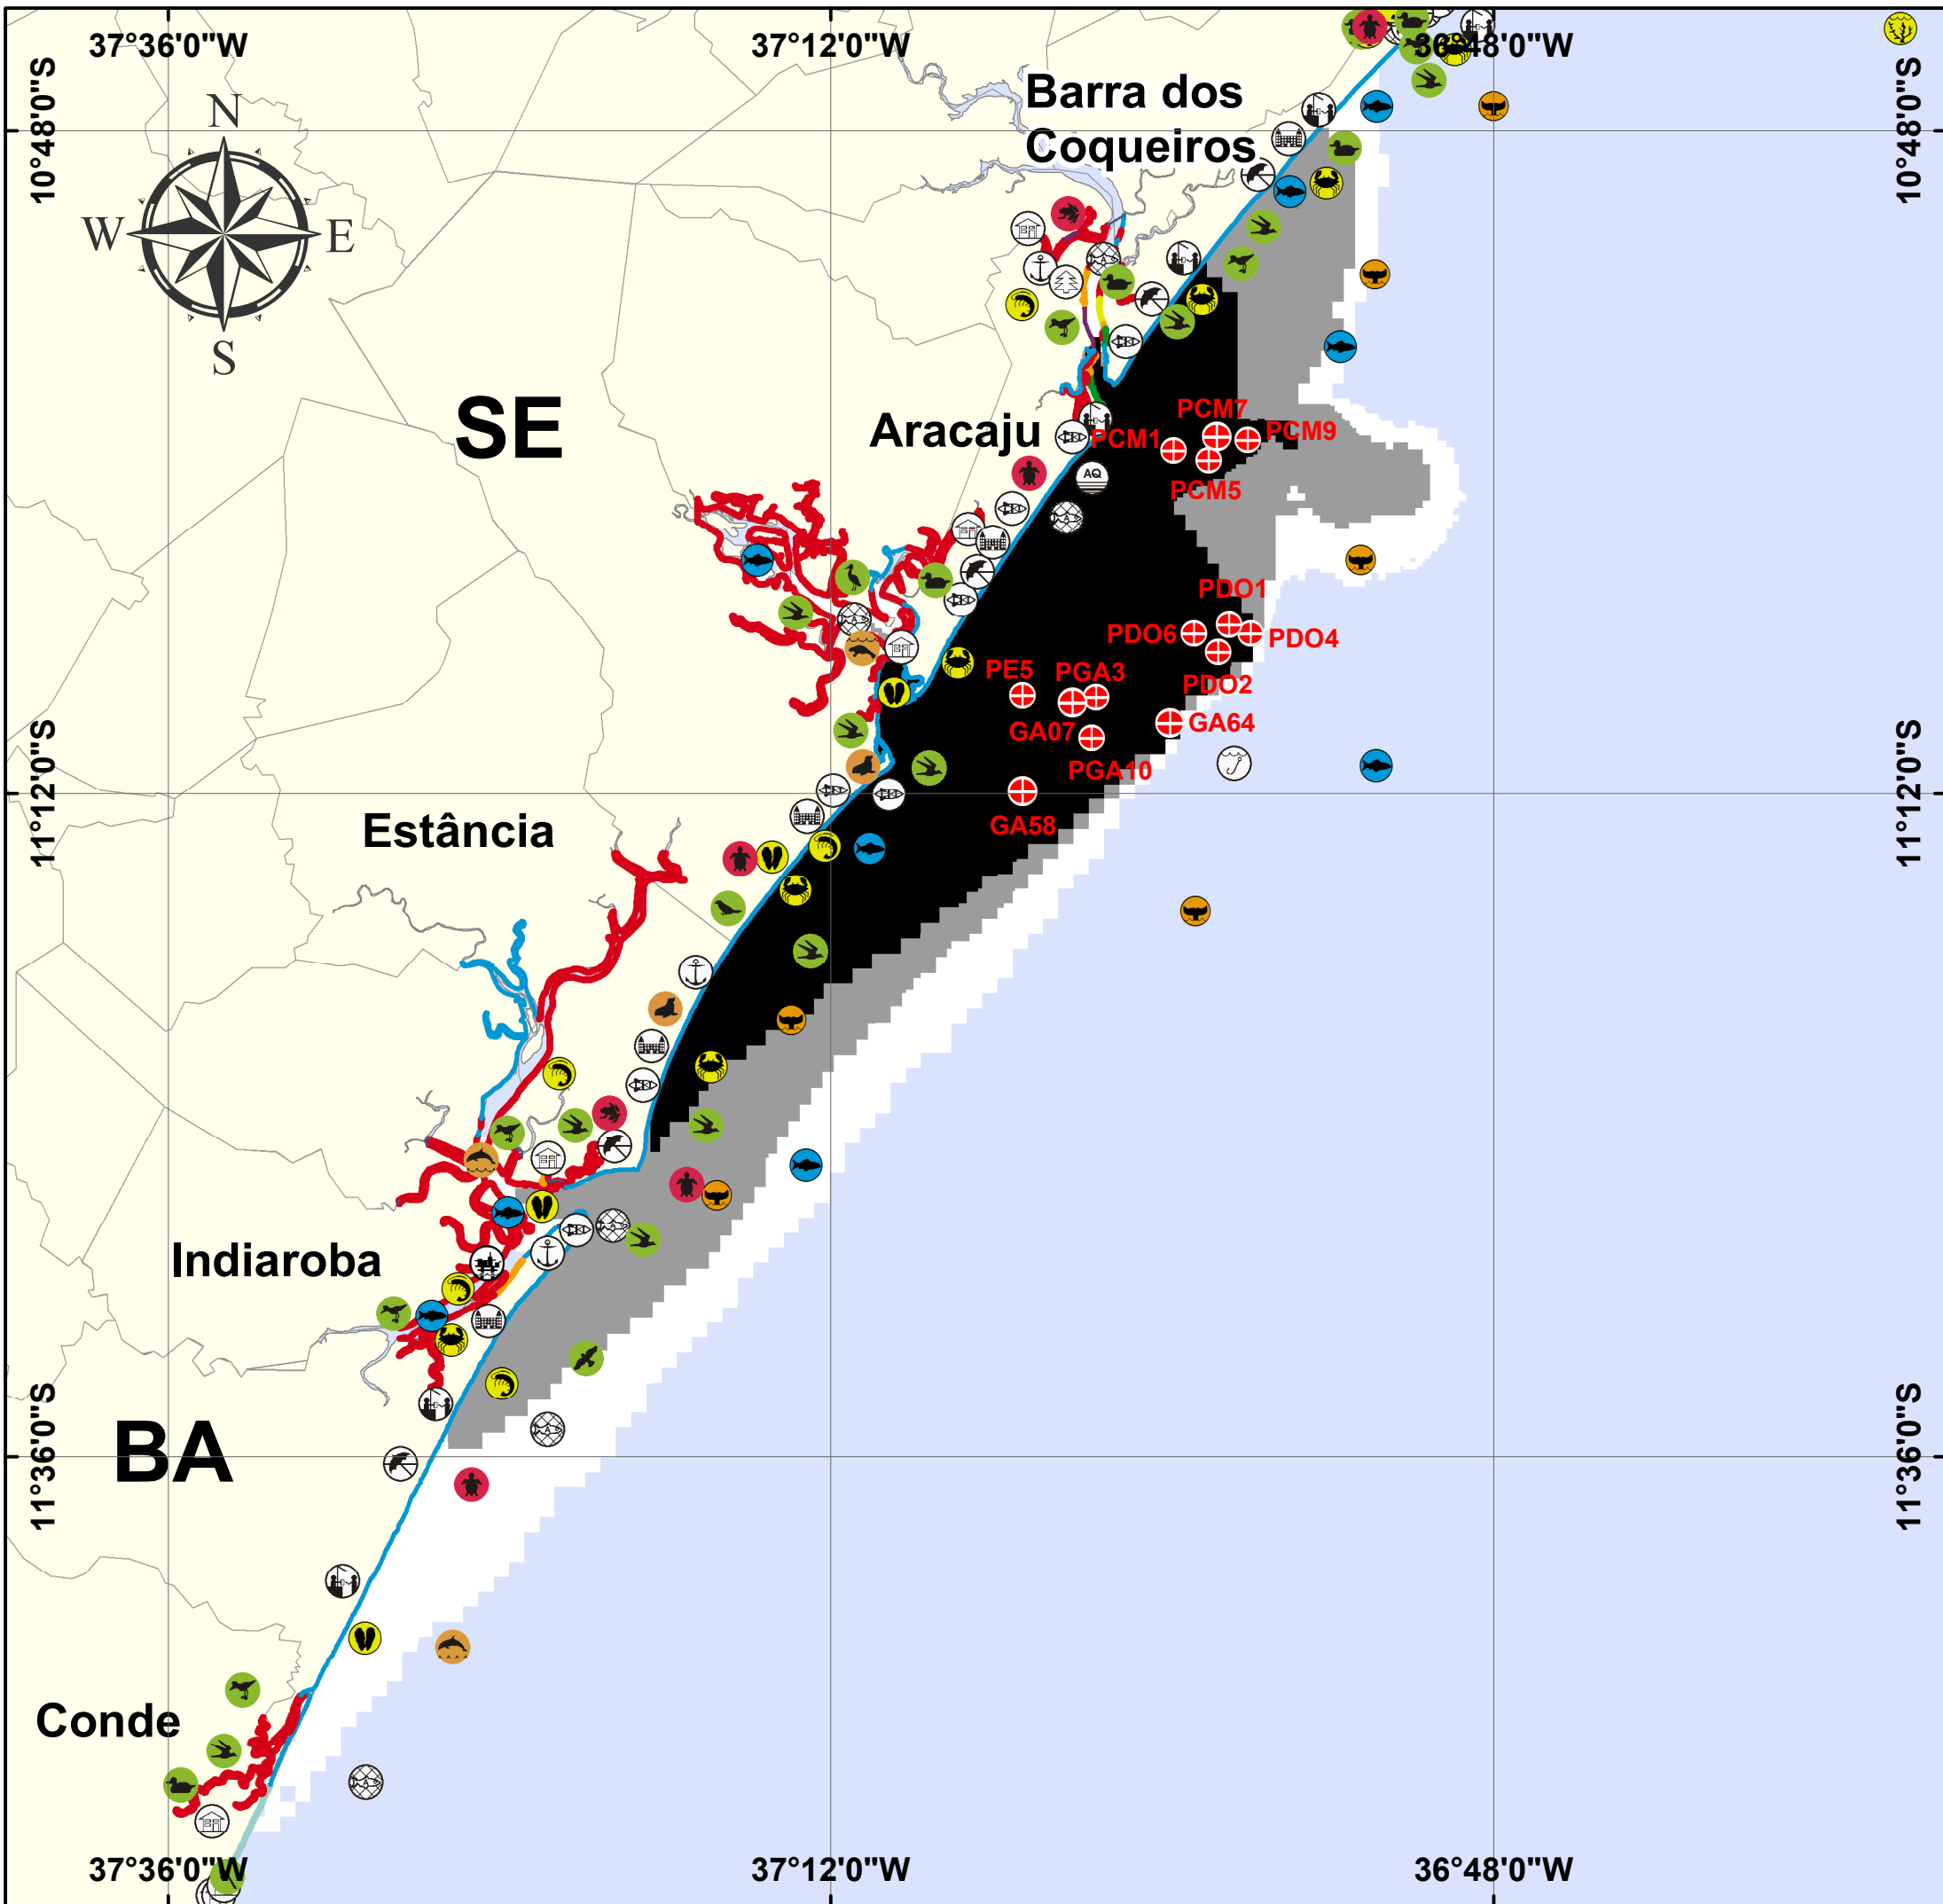 37°36'0"W
37°12'0"W
36°48'0"W
10°48'0"S
10°48'0"S
N
W
E
S
Barra dos
Coqueiros
SE
Aracaju
AQ
PCM7
PCM1
PCM9
PCM5
PDO1
PDO6
PDO4
PDO2
PE5
PGA3
GA07
GA64
PGA10
GA58
11°12'0"S
11°12'0"S
Estância
Indiaroba
BA
11°36'0"S
11°36'0"S
Conde
37°36'0"W
37°12'0"W
36°48'0"W